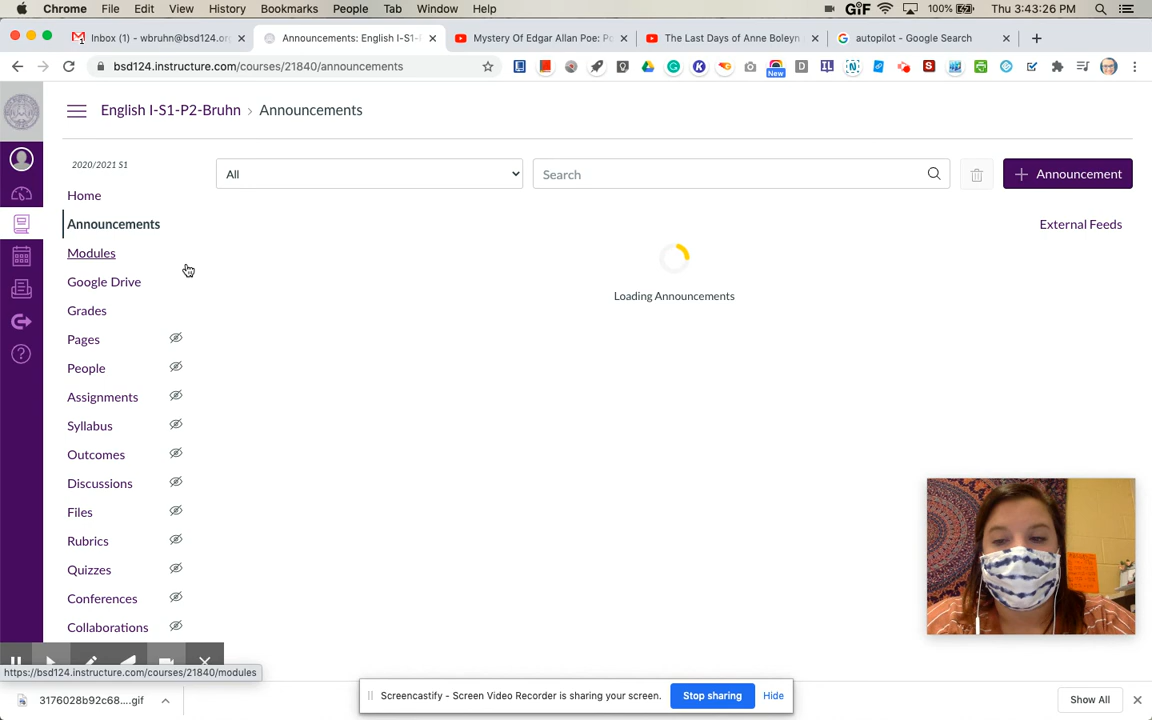 Chrome File Edit View History Bookmarks People Tab Window Help GIF 100% Thu 3:43:26 PM
Inbox (1) - wbruhn@bsd124.or Announcements: English I-S1- Mystery Of Edgar Allan Poe: Po The Last Days of Anne Boleyn autopilot - Google Search
bsd124.instructure.com/courses/21840/announcements
New
English I-S1-P2-Bruhn › Announcements
2020/2021 S1
All
Search
+ Announcement
Home
Announcements
External Feeds
Modules
Google Drive
Loading Announcements
Grades
Pages
People
Assignments
Syllabus
Outcomes
Discussions
Files
Rubrics
Quizzes
Conferences
Collaborations
https://bsd124.instructure.com/courses/21840/modules
3176028b92c68....gif
Screencastify - Screen Video Recorder is sharing your screen. Stop sharing Hide
Show All